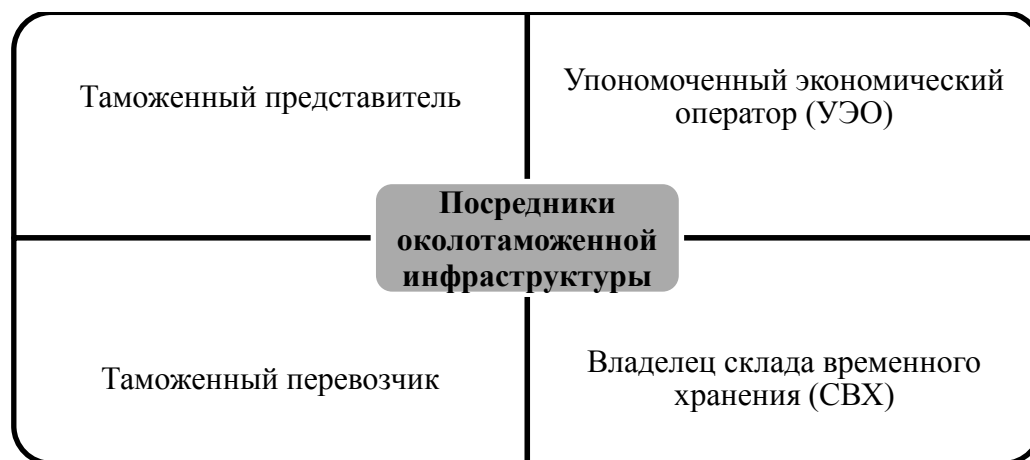 Таможенный представитель
Упономоченный экономический
оператор (УЭО)
Посредники
околотаможенной
инфраструктуры
Таможенный перевозчик
Владелец склада временного
хранения (СВХ)